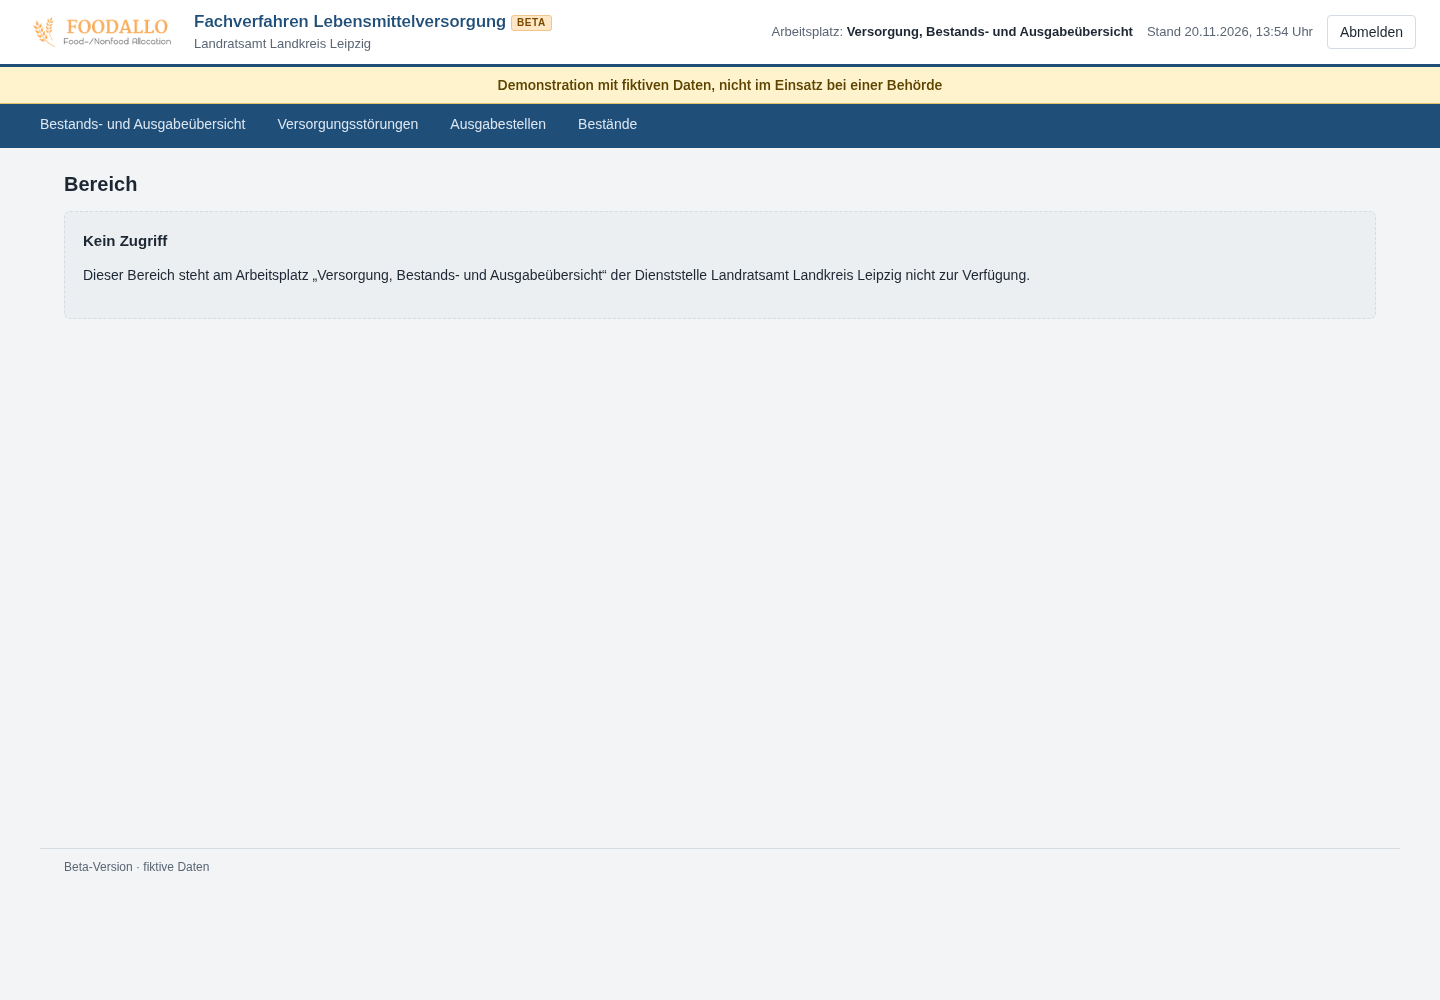 FOODALLO
Food-/Nonfood Allocation
Fachverfahren Lebensmittelversorgung BETA
Landratsamt Landkreis Leipzig
Arbeitsplatz: Versorgung, Bestands- und Ausgabeübersicht Stand 20.11.2026, 13:54 Uhr Abmelden
Demonstration mit fiktiven Daten, nicht im Einsatz bei einer Behörde
Bestands- und Ausgabeübersicht Versorgungsstörungen Ausgabestellen Bestände
Bereich
Kein Zugriff
Dieser Bereich steht am Arbeitsplatz „Versorgung, Bestands- und Ausgabeübersicht“ der Dienststelle Landratsamt Landkreis Leipzig nicht zur Verfügung.
Beta-Version · fiktive Daten